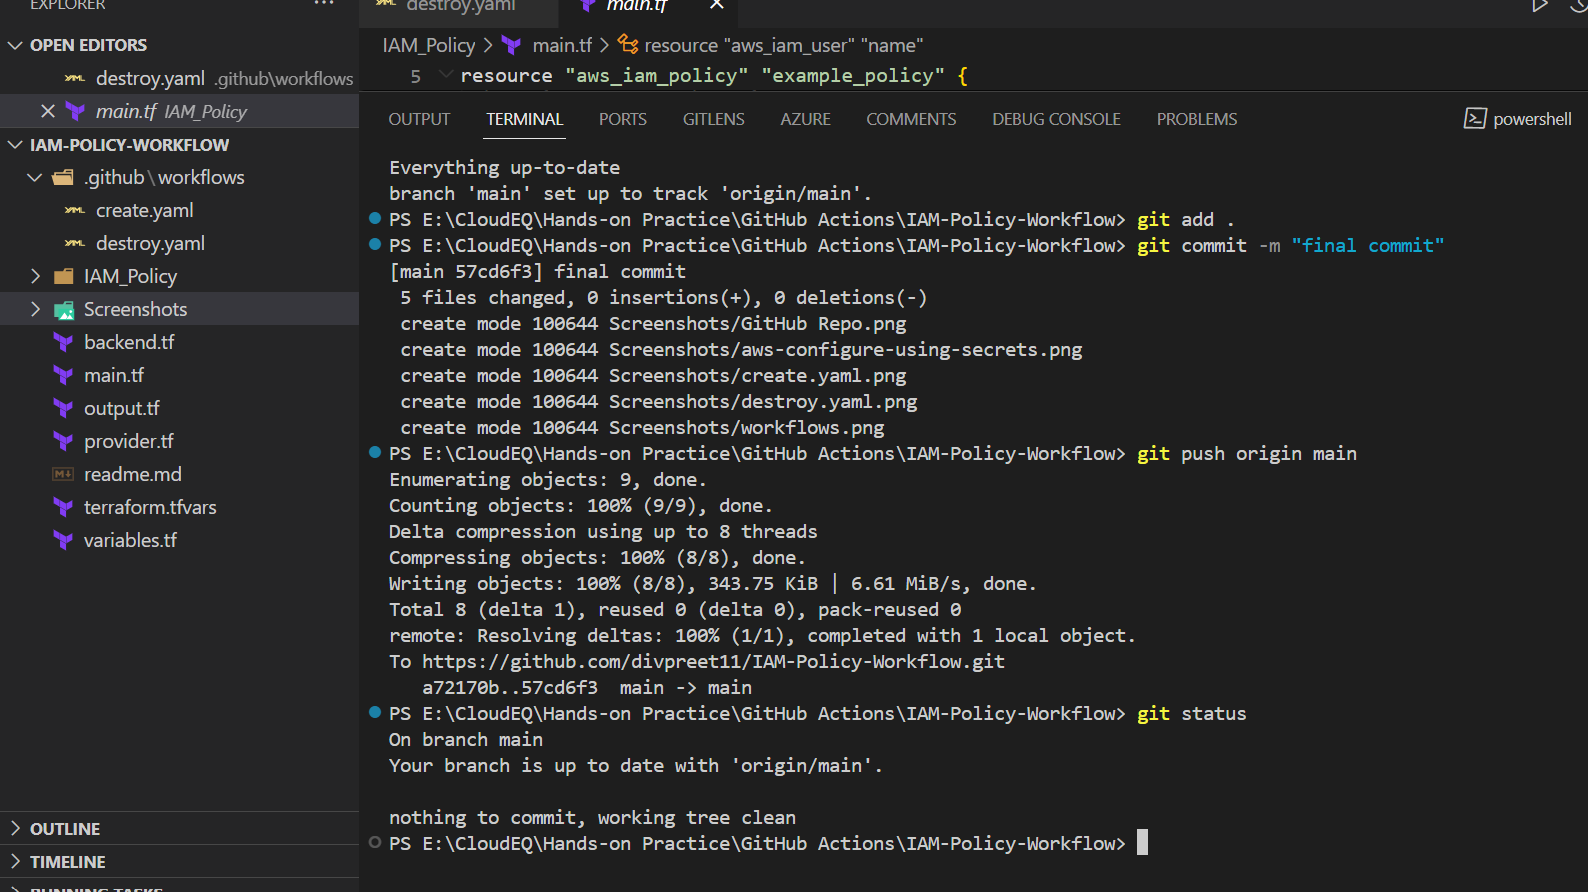 EXPLORER
OPEN EDITORS
destroy.yaml .github\workflows
main.tf IAM_Policy
IAM-POLICY-WORKFLOW
.github\workflows
create.yaml
destroy.yaml
IAM_Policy
Screenshots
backend.tf
main.tf
output.tf
provider.tf
readme.md
terraform.tfvars
variables.tf
OUTLINE
TIMELINE
RUNNING TASKS
destroy.yaml
main.tf
IAM_Policy > main.tf > resource "aws_iam_user" "name"
5 resource "aws_iam_policy" "example_policy" {
OUTPUT TERMINAL PORTS GITLENS AZURE COMMENTS DEBUG CONSOLE PROBLEMS powershell
Everything up-to-date
branch 'main' set up to track 'origin/main'.
PS E:\CloudEQ\Hands-on Practice\GitHub Actions\IAM-Policy-Workflow> git add .
PS E:\CloudEQ\Hands-on Practice\GitHub Actions\IAM-Policy-Workflow> git commit -m "final commit"
[main 57cd6f3] final commit
5 files changed, 0 insertions(+), 0 deletions(-)
create mode 100644 Screenshots/GitHub Repo.png
create mode 100644 Screenshots/aws-configure-using-secrets.png
create mode 100644 Screenshots/create.yaml.png
create mode 100644 Screenshots/destroy.yaml.png
create mode 100644 Screenshots/workflows.png
PS E:\CloudEQ\Hands-on Practice\GitHub Actions\IAM-Policy-Workflow> git push origin main
Enumerating objects: 9, done.
Counting objects: 100% (9/9), done.
Delta compression using up to 8 threads
Compressing objects: 100% (8/8), done.
Writing objects: 100% (8/8), 343.75 KiB | 6.61 MiB/s, done.
Total 8 (delta 1), reused 0 (delta 0), pack-reused 0
remote: Resolving deltas: 100% (1/1), completed with 1 local object.
To https://github.com/divpreet11/IAM-Policy-Workflow.git
a72170b..57cd6f3  main -> main
PS E:\CloudEQ\Hands-on Practice\GitHub Actions\IAM-Policy-Workflow> git status
On branch main
Your branch is up to date with 'origin/main'.
nothing to commit, working tree clean
PS E:\CloudEQ\Hands-on Practice\GitHub Actions\IAM-Policy-Workflow>